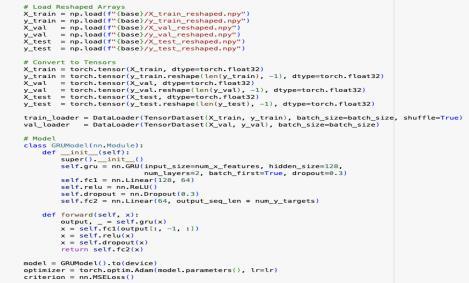 # Load Reshaped Arrays
X_train = np.load(f"{base}/X_train_reshaped.npy")
y_train = np.load(f"{base}/y_train_reshaped.npy")
X_val = np.load(f"{base}/X_val_reshaped.npy")
y_val = np.load(f"{base}/y_val_reshaped.npy")
X_test = np.load(f"{base}/X_test_reshaped.npy")
y_test = np.load(f"{base}/y_test_reshaped.npy")
# Convert to Tensors
X_train = torch.tensor(X_train, dtype=torch.float32)
y_train = torch.tensor(y_train.reshape(len(y_train), -1), dtype=torch.float32)
X_val = torch.tensor(X_val, dtype=torch.float32)
y_val = torch.tensor(y_val.reshape(len(y_val), -1), dtype=torch.float32)
X_test = torch.tensor(X_test, dtype=torch.float32)
y_test = torch.tensor(y_test.reshape(len(y_test), -1), dtype=torch.float32)
train_loader = DataLoader(TensorDataset(X_train, y_train), batch_size=batch_size, shuffle=True)
val_loader = DataLoader(TensorDataset(X_val, y_val), batch_size=batch_size)
# Model
class GRUModel(nn.Module):
def __init__(self):
super().__init__()
self.gru = nn.GRU(input_size=num_x_features, hidden_size=128,
num_layers=2, batch_first=True, dropout=0.3)
self.fc1 = nn.Linear(128, 64)
self.relu = nn.ReLU()
self.dropout = nn.Dropout(0.3)
self.fc2 = nn.Linear(64, output_seq_len * num_y_targets)
def forward(self, x):
output, _ = self.gru(x)
x = self.fc1(output[:, -1, :])
x = self.relu(x)
x = self.dropout(x)
return self.fc2(x)
model = GRUModel().to(device)
optimizer = torch.optim.Adam(model.parameters(), lr=lr)
criterion = nn.MSELoss()